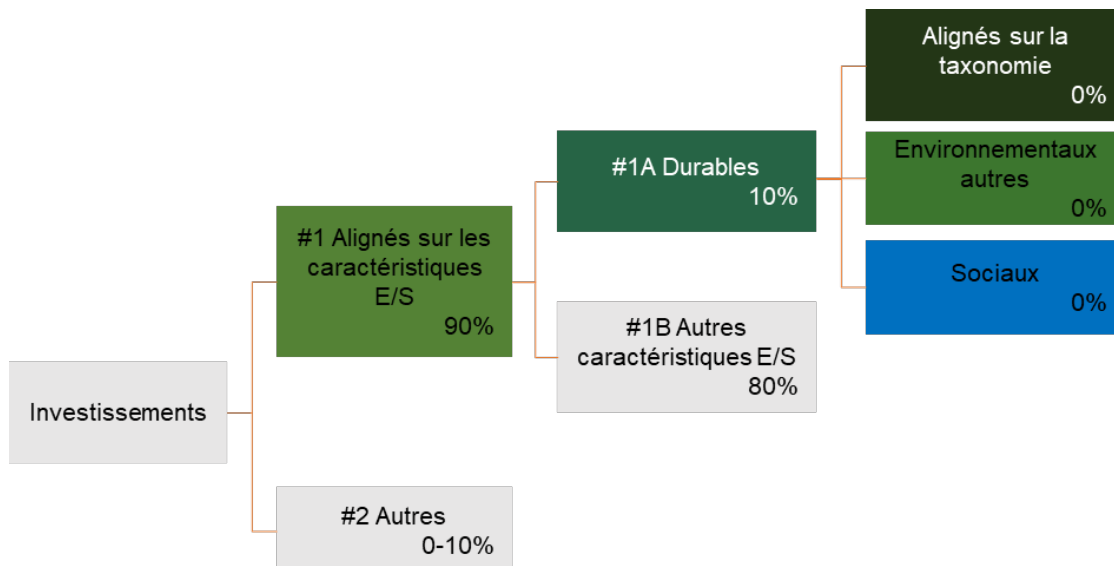 Investissements
#1 Alignés sur les
caractéristiques
E/S
90%
#2 Autres
0-10%
#1A Durables
10%
#1B Autres
caractéristiques E/S
80%
Alignés sur la
taxonomie
0%
Environnementaux
autres
0%
Sociaux
0%